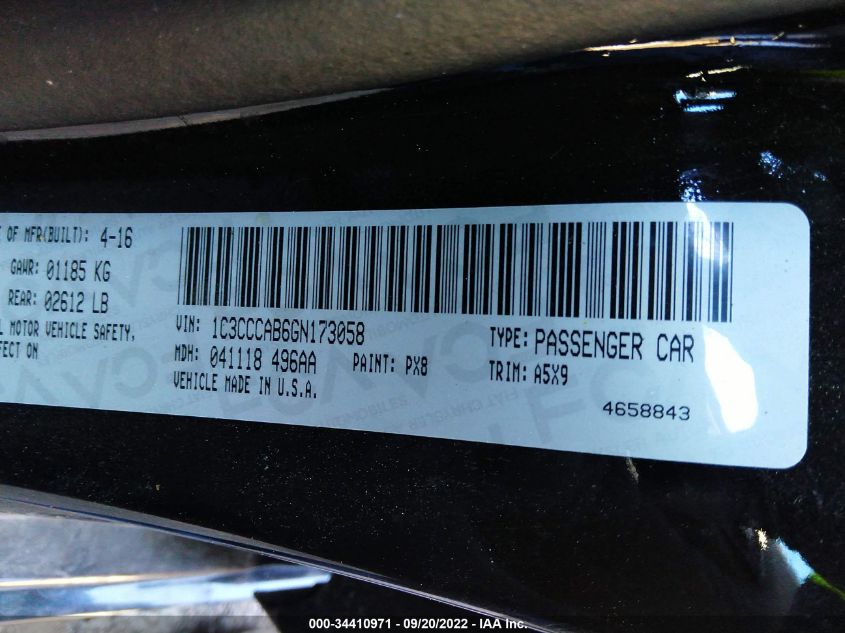 OF MFR(BUILT): 4-16
GAWR: 01185 KG
REAR: 02612 LB
MOTOR VEHICLE SAFETY,
ON
VIN: 1C3CCCAB6GN173058
TYPE: PASSENGER CAR
MDH: 041118 496AA PAINT: PX8
TRIM: A5X9
VEHICLE MADE IN U.S.A.
4658843
000-34410971 - 09/20/2022 - IAA Inc.